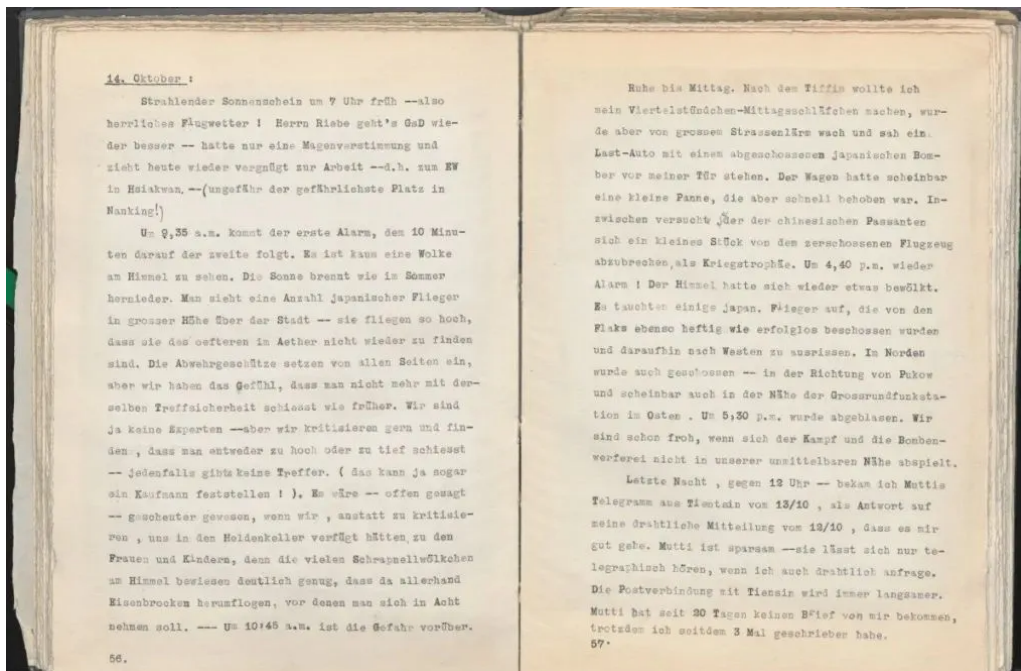 14. Oktober :
Strahlender Sonnenschein um 7 Uhr früh --also
herrliches Flugwetter ! Herrn Riebe geht's GsD wie-
der besser -- hatte nur eine Magenverstimmung und
zieht heute wieder vergnügt zur Arbeit --d.h. zum EW
in Hsiakwan. --(ungefähr der gefährlichste Platz in
Nanking!)
Um 9,35 a.m. kommt der erste Alarm, dem 10 Minu-
ten darauf der zweite folgt. Es ist kaum eine Wolke
am Himmel zu sehen. Die Sonne brennt wie im Sommer
hernieder. Man sieht eine Anzahl japanischer Flieger
in grosser Höhe über der Stadt -- sie fliegen so hoch,
dass sie des oefteren im Aether nicht wieder zu finden
sind. Die Abwehrgeschütze setzen von allen Seiten ein,
aber wir haben das Gefühl, dass man nicht mehr mit der-
selben Treffsicherheit schiesst wie früher. Wir sind
ja keine Experten --aber wir kritisieren gern und fin-
den , dass man entweder zu hoch oder zu tief schiesst
-- jedenfalls gibts keine Treffer. ( das kann ja sogar
ein Kaufmann feststellen ! ). Es wäre -- offen gesagt
-- gescheuter gewesen, wenn wir , anstatt zu kritisie-
ren , uns in den Heldenkeller verfügt hätten zu den
Frauen und Kindern, denn die vielen Schrapnellwölkchen
am Himmel bewiesen deutlich genug, dass da allerhand
Eisenbrocken herumflogen, vor denen man sich in Acht
nehmen soll. --- Um 10:45 a.m. ist die Gefahr vorüber.
56.
Ruhe bis Mittag. Nach dem Tiffin wollte ich
mein Viertelstündchen-Mittagsschläfchen machen, wur-
de aber von grossem Strassenlärm wach und sah ein
Last-Auto mit einem abgeschossenen japanischen Bom-
ber vor meiner Tür stehen. Der Wagen hatte scheinbar
eine kleine Panne, die aber schnell behoben war. In-
zwischen versucht jeder der chinesischen Passanten
sich ein kleines Stück von dem zerschossenen Flugzeug
abzubrechen,als Kriegstrophäe. Um 4,40 p.m. wieder
Alarm ! Der Himmel hatte sich wieder etwas bewölkt.
Es tauchten einige japan. Flieger auf, die von den
Flaks ebenso heftig wie erfolglos beschossen wurden
und daraufhin nach Westen zu ausrissen. Im Norden
wurde auch geschossen -- in der Richtung von Pukow
und scheinbar auch in der Nähe der Grossrundfunksta-
tion im Osten . Um 5,30 p.m. wurde abgeblasen. Wir
sind schon froh, wenn sich der Kampf und die Bomben-
werferei nicht in unserer unmittelbaren Nähe abspielt.
Letzte Nacht , gegen 12 Uhr -- bekam ich Muttis
Telegramm aus Tientsin vom 13/10 , als Antwort auf
meine drahtliche Mitteilung vom 12/10 , dass es mir
gut gehe. Mutti ist sparsam --sie lässt sich nur te-
legraphisch hören, wenn ich auch drahtlich anfrage.
Die Postverbindung mit Tiensin wird immer langsamer.
Mutti hat seit 20 Tagen keinen Brief von mir bekommen,
trotzdem ich seitdem 3 Mal geschrieben habe.
57.